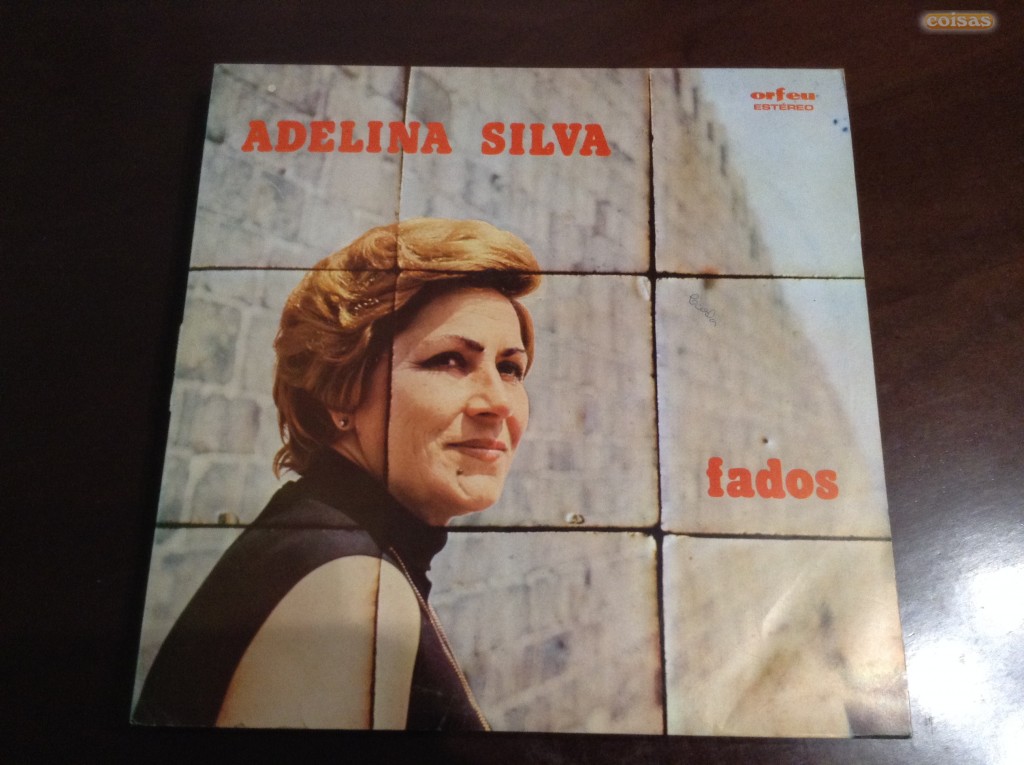 coisas
orfeu
ESTÉREO
ADELINA SILVA
fados